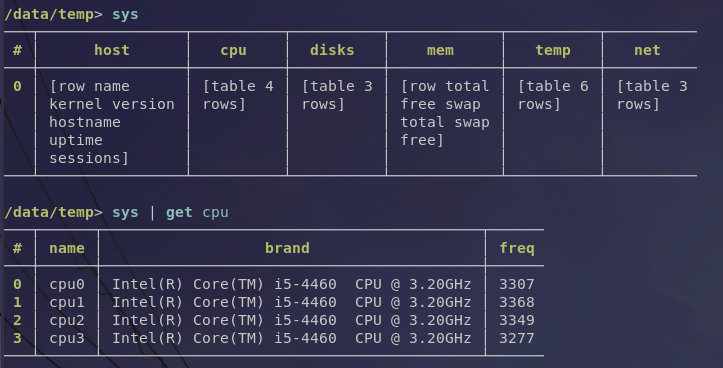 /data/temp> sys
# host cpu disks mem temp net
0 [row name [table 4 [table 3 [row total [table 6 [table 3
kernel version rows] rows] free swap rows] rows]
hostname total swap
uptime free]
sessions]
/data/temp> sys | get cpu
# name brand freq
0 cpu0 Intel(R) Core(TM) i5-4460  CPU @ 3.20GHz 3307
1 cpu1 Intel(R) Core(TM) i5-4460  CPU @ 3.20GHz 3368
2 cpu2 Intel(R) Core(TM) i5-4460  CPU @ 3.20GHz 3349
3 cpu3 Intel(R) Core(TM) i5-4460  CPU @ 3.20GHz 3277